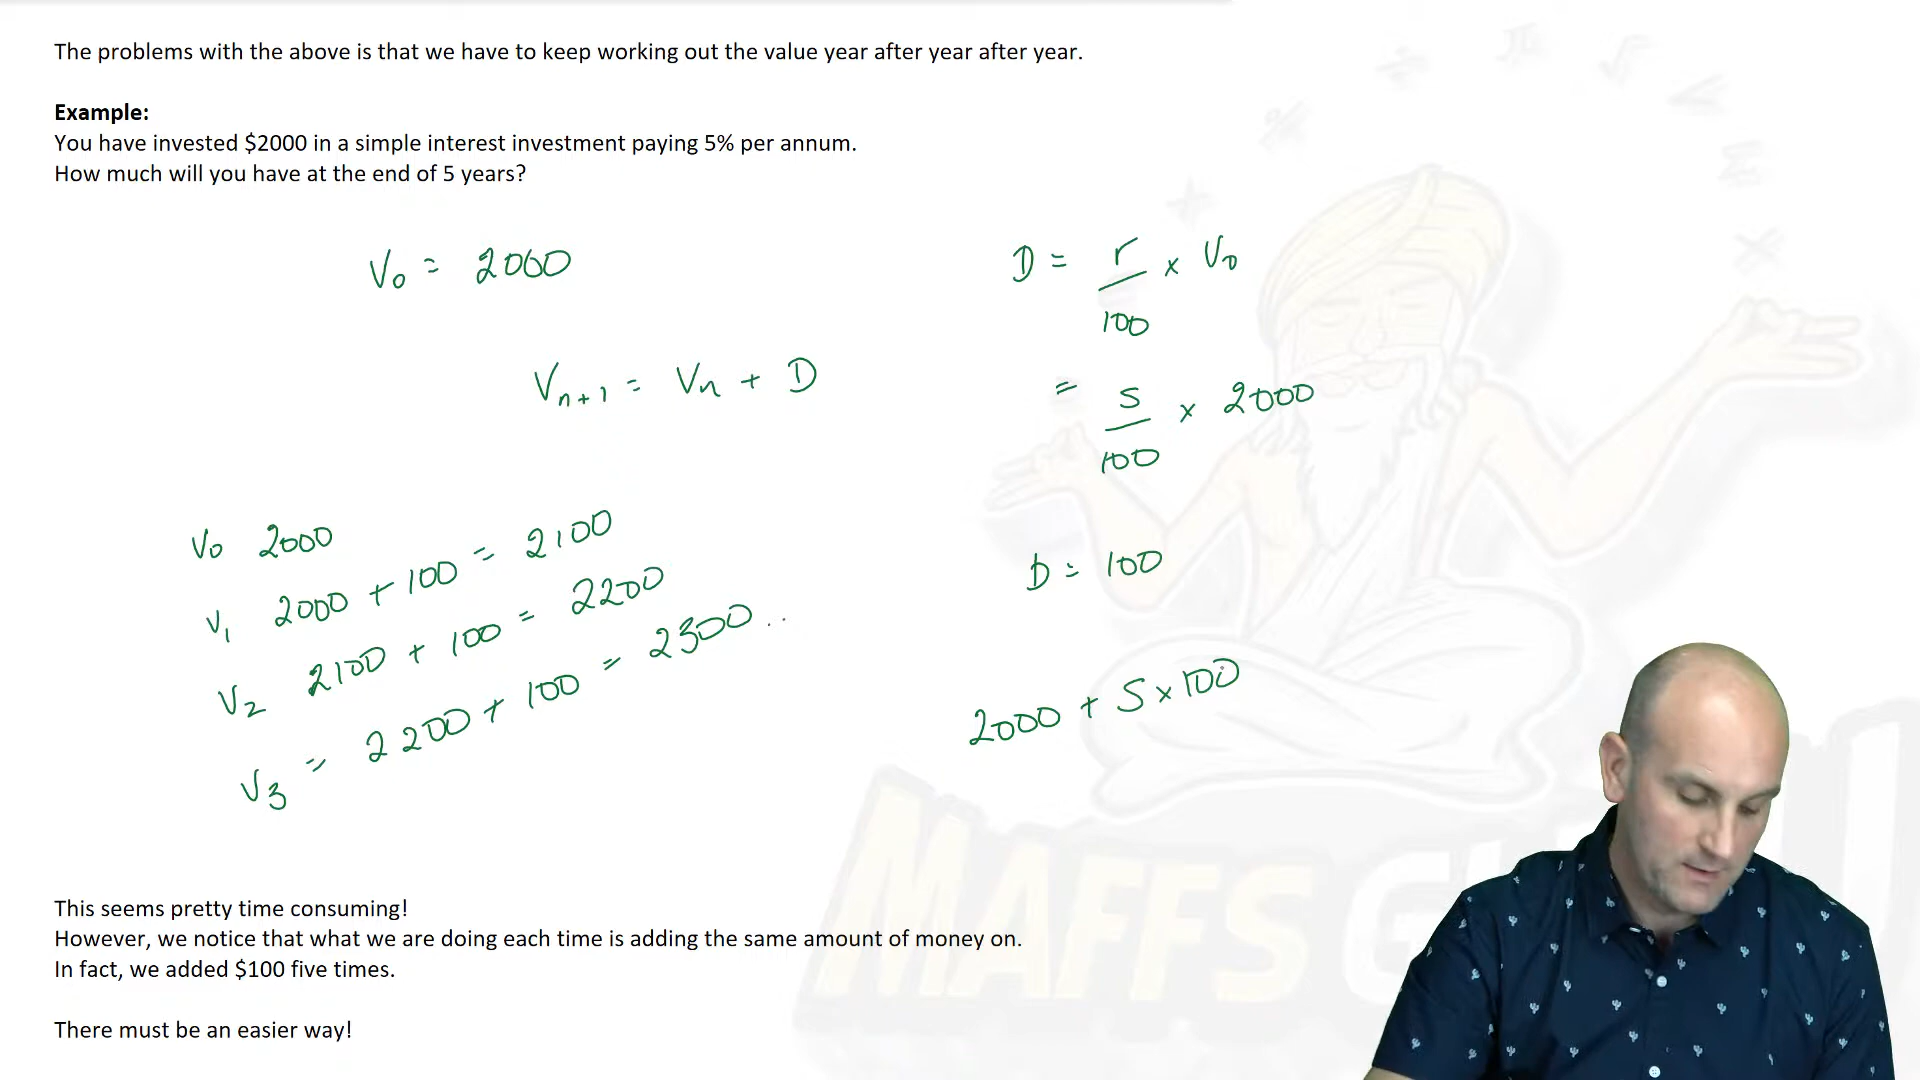 The problems with the above is that we have to keep working out the value year after year after year.
Example:
You have invested $2000 in a simple interest investment paying 5% per annum.
How much will you have at the end of 5 years?
V₀ = 2000
D = r/100 × V₀
Vₙ₊₁ = Vₙ + D
= 5/100 × 2000
V₀ 2000
V₁ 2000 + 100 = 2100
V₂ 2100 + 100 = 2200
V₃ = 2200 + 100 = 2300 ..
D = 100
2000 + 5 × 100
MAFFS G
This seems pretty time consuming!
However, we notice that what we are doing each time is adding the same amount of money on.
In fact, we added $100 five times.
There must be an easier way!